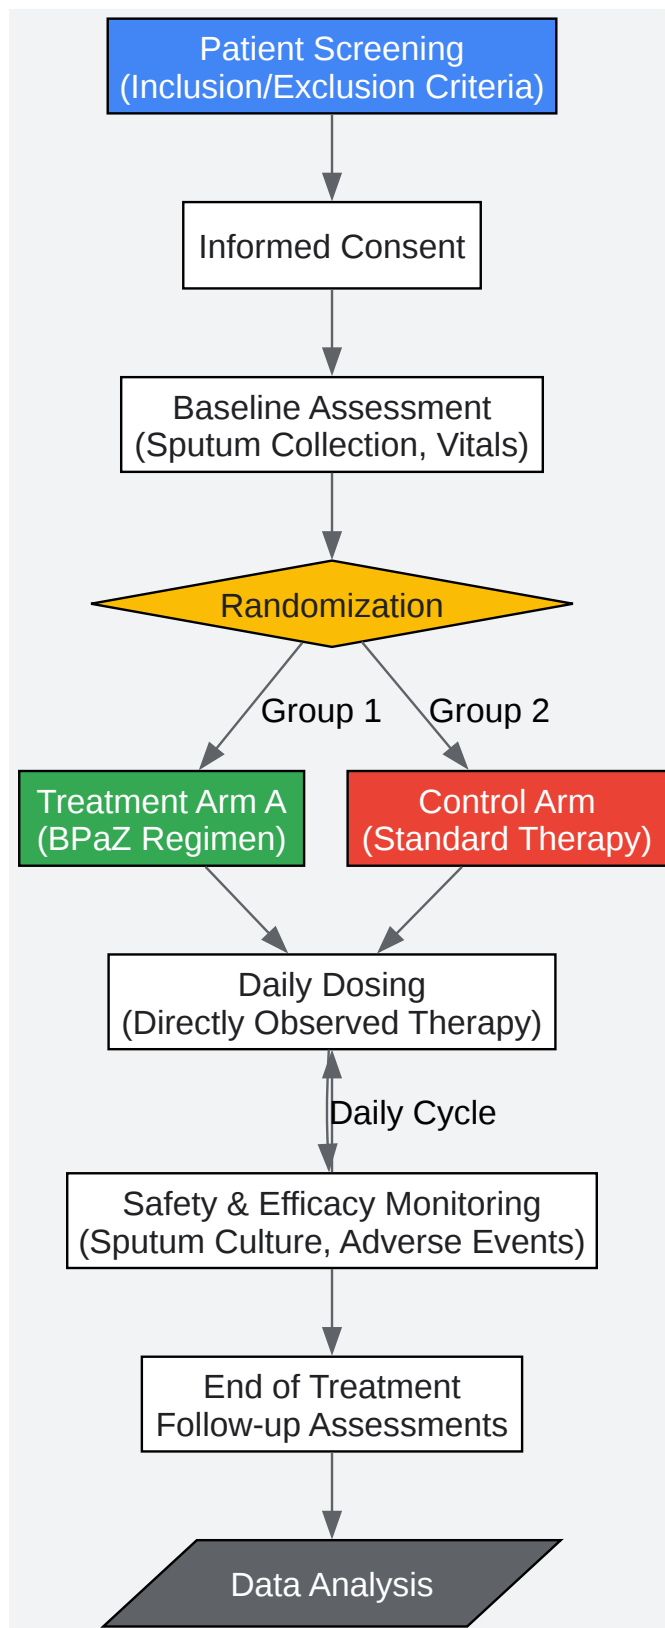 Patient Screening
(Inclusion/Exclusion Criteria)
Informed Consent
Baseline Assessment
(Sputum Collection, Vitals)
Randomization
Group 1
Group 2
Treatment Arm A
(BPaZ Regimen)
Control Arm
(Standard Therapy)
Daily Dosing
(Directly Observed Therapy)
Daily Cycle
Safety & Efficacy Monitoring
(Sputum Culture, Adverse Events)
End of Treatment
Follow-up Assessments
Data Analysis